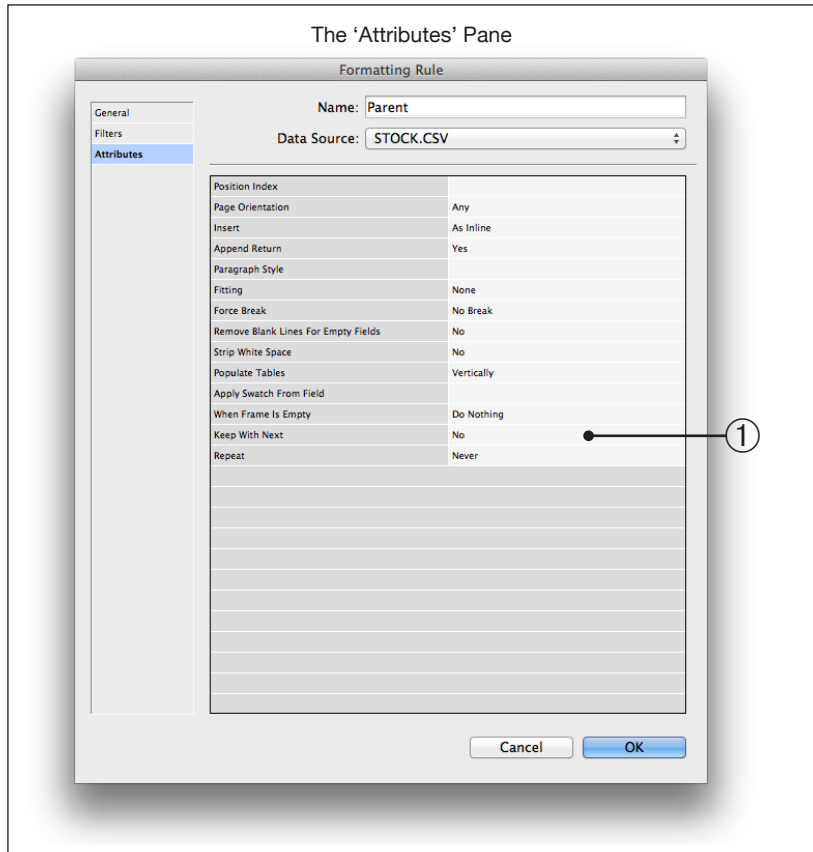 The ‘Attributes’ Pane
Formatting Rule
General
Filters
Attributes
Name: Parent
Data Source: STOCK.CSV
Position Index
Page Orientation Any
Insert As Inline
Append Return Yes
Paragraph Style
Fitting None
Force Break No Break
Remove Blank Lines For Empty Fields No
Strip White Space No
Populate Tables Vertically
Apply Swatch From Field
When Frame Is Empty Do Nothing
Keep With Next No
1
Repeat Never
Cancel OK